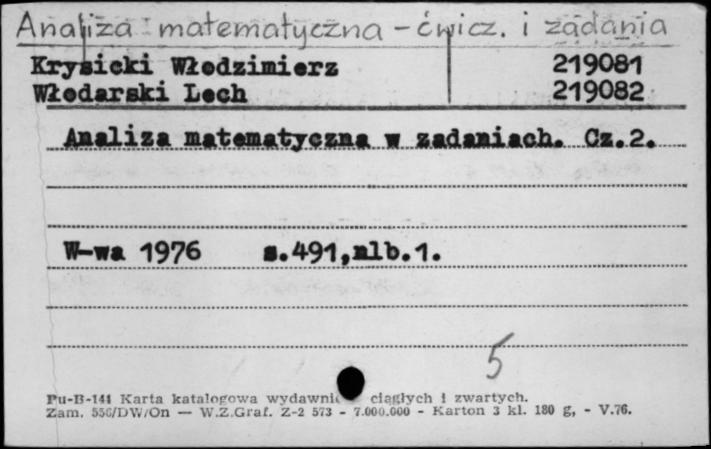 Analiza matematyczna - ćwicz. i zadania
Krysicki Włodzimierz 219081
Włodarski Lech 219082
Analiza matematyczna w zadaniach. Cz.2.
W-wa 1976 s.491,nlb.1.
5
Pu-B-141 Karta katalogowa wydawnic ciągłych i zwartych.
Zam. 556/DW/On — W.Z.Graf. Z-2 573 - 7.000.000 - Karton 3 kl. 180 g, - V.76.